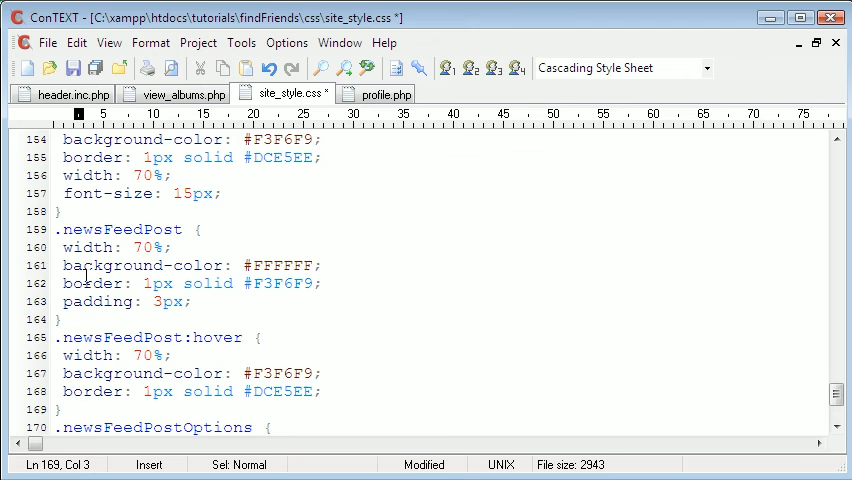 ConTEXT - [C:\xampp\htdocs\tutorials\findFriends\css\site_style.css *]
File Edit View Format Project Tools Options Window Help
1 2 3 4 Cascading Style Sheet
header.inc.php view_albums.php site_style.css * profile.php
5 10 15 20 25 30 35 40 45 50 55 60 65 70 75
154 background-color: #F3F6F9;
155 border: 1px solid #DCE5EE;
156 width: 70%;
157 font-size: 15px;
158 }
159 .newsFeedPost {
160 width: 70%;
161 background-color: #FFFFFF;
162 border: 1px solid #F3F6F9;
163 padding: 3px;
164 }
165 .newsFeedPost:hover {
166 width: 70%;
167 background-color: #F3F6F9;
168 border: 1px solid #DCE5EE;
169 }
170 .newsFeedPostOptions {
Ln 169, Col 3 Insert Sel: Normal Modified UNIX File size: 2943